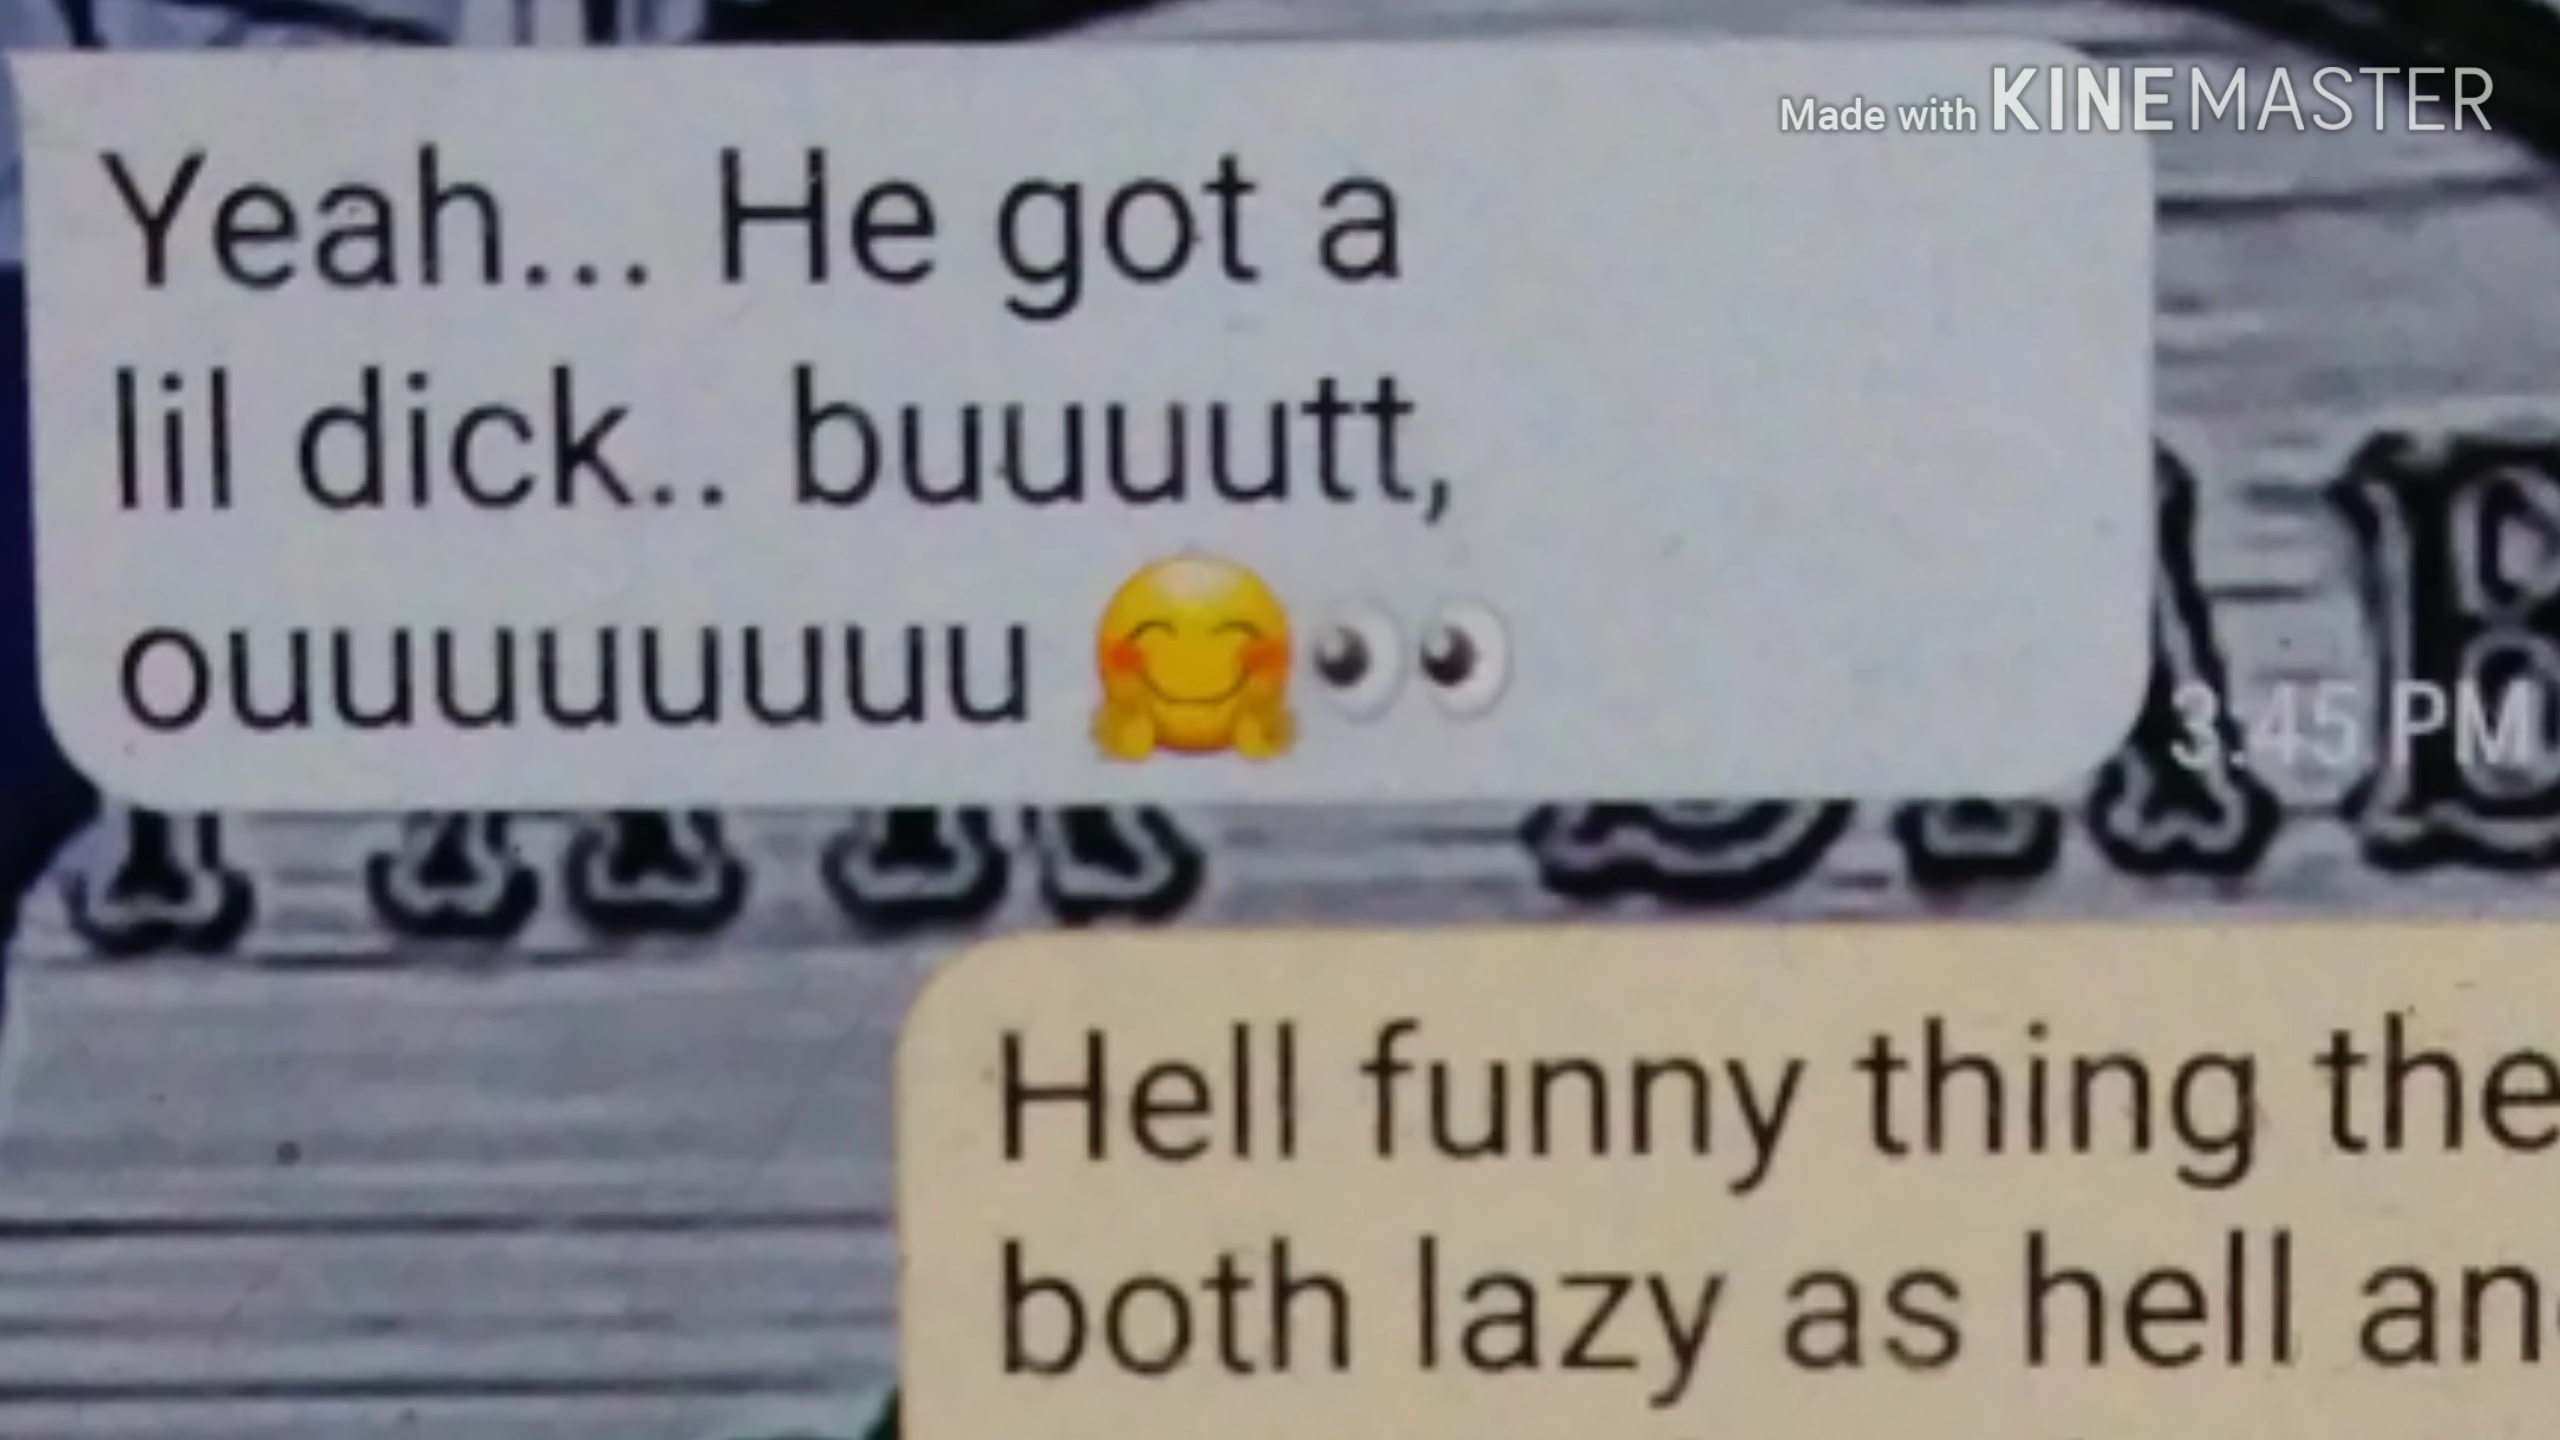 Made with KINEMASTER
Yeah... He got a
lil dick.. buuuutt,
ouuuuuuuu 🤗👀
3:45 PM
Hell funny thing the
both lazy as hell an